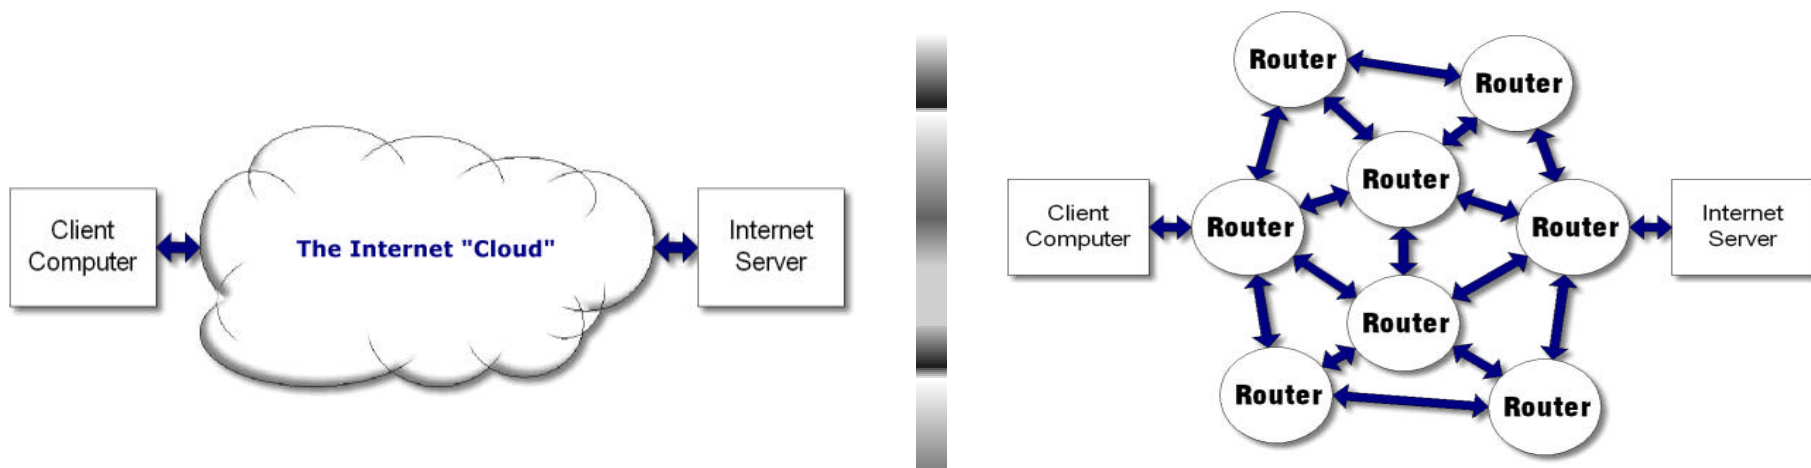 Client
Computer
The Internet "Cloud"
Internet
Server
Router
Router
Router
Client
Computer
Router
Router
Internet
Server
Router
Router
Router